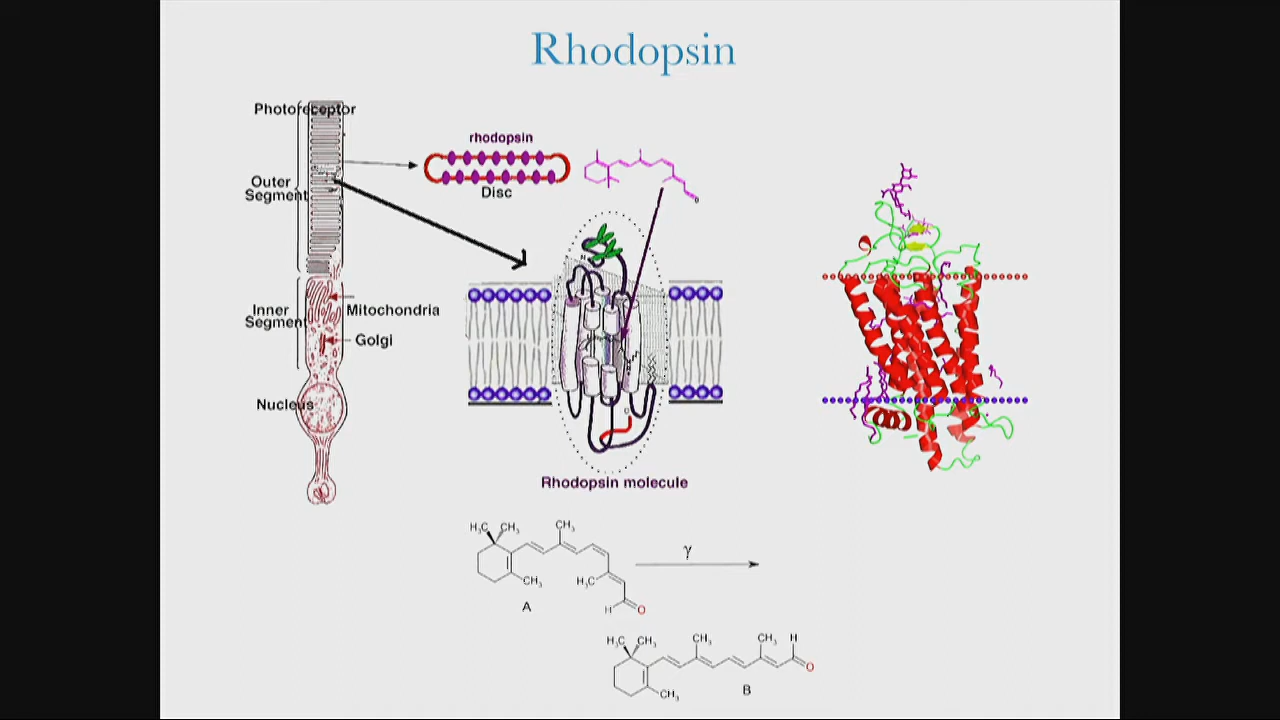 Rhodopsin
Photoreceptor
rhodopsin
Disc
Outer
Segment
Inner
Segment
Mitochondria
Golgi
Nucleus
Rhodopsin molecule
H₃C CH₃ CH₃
CH₃ H₃C
H O
A
γ
H₃C CH₃ CH₃ CH₃ H
O
CH₃
B